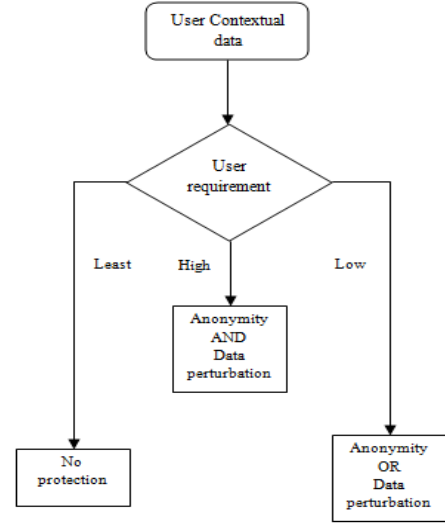 User Contextual
data
User
requirement
Least
High
Low
Anonymity
AND
Data
perturbation
No
protection
Anonymity
OR
Data
perturbation